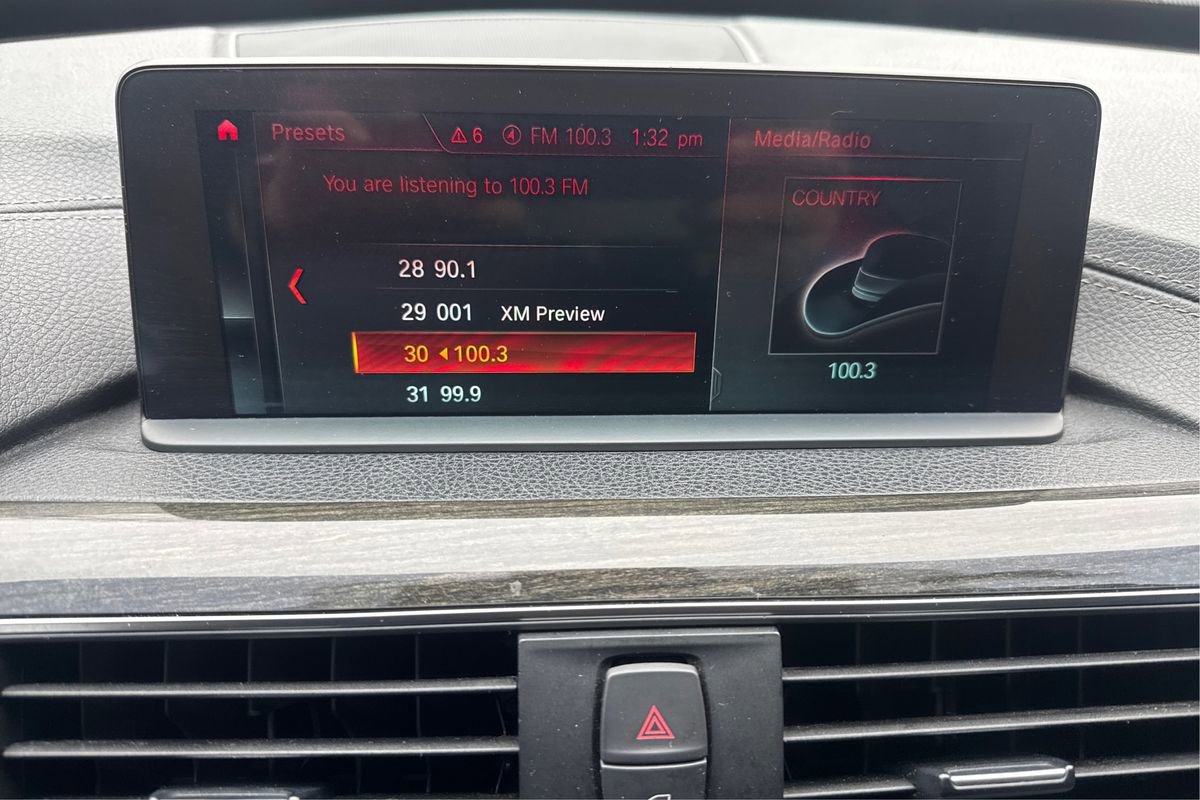 Presets 6 4 FM 100.3 1:32 pm
You are listening to 100.3 FM
28 90.1
29 001 XM Preview
30 100.3
31 99.9
Media/Radio
COUNTRY
100.3